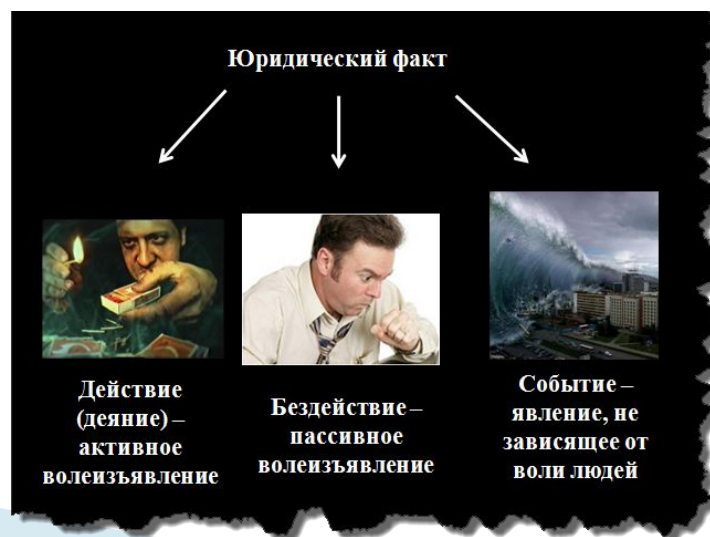 Юридический факт
Действие
(деяние) –
активное
волеизъявление
Бездействие –
пассивное
волеизъявление
Событие –
явление, не
зависящее от
воли людей